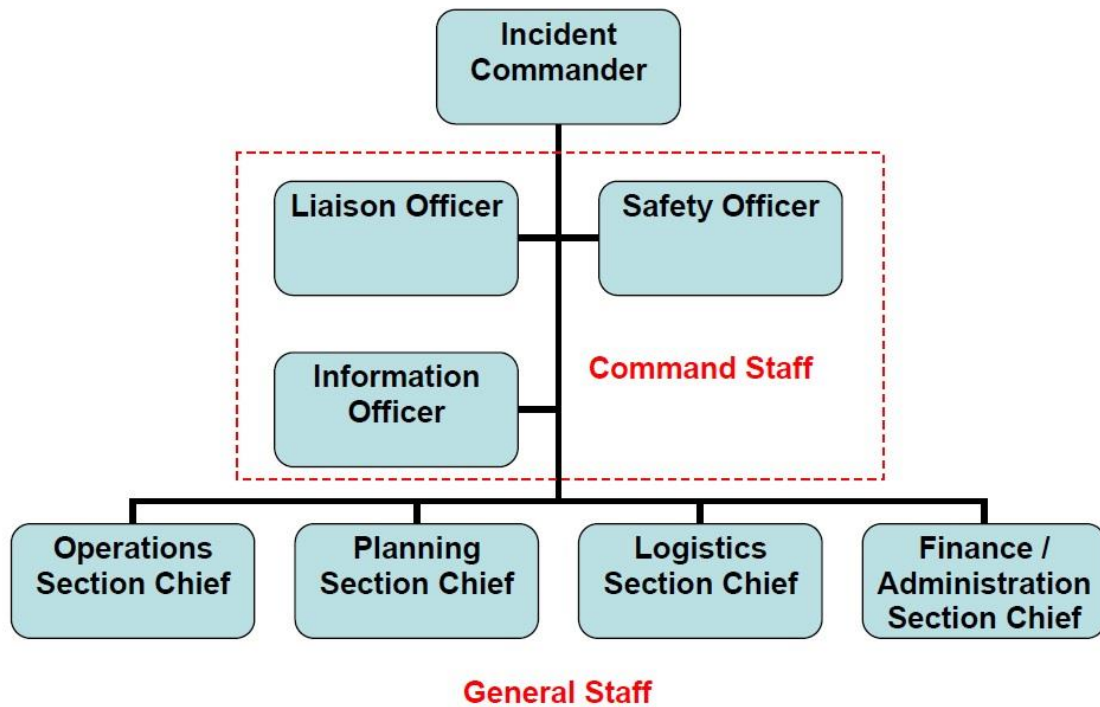 Incident
Commander
Liaison Officer
Safety Officer
Information
Officer
Command Staff
Operations
Section Chief
Planning
Section Chief
Logistics
Section Chief
Finance /
Administration
Section Chief
General Staff